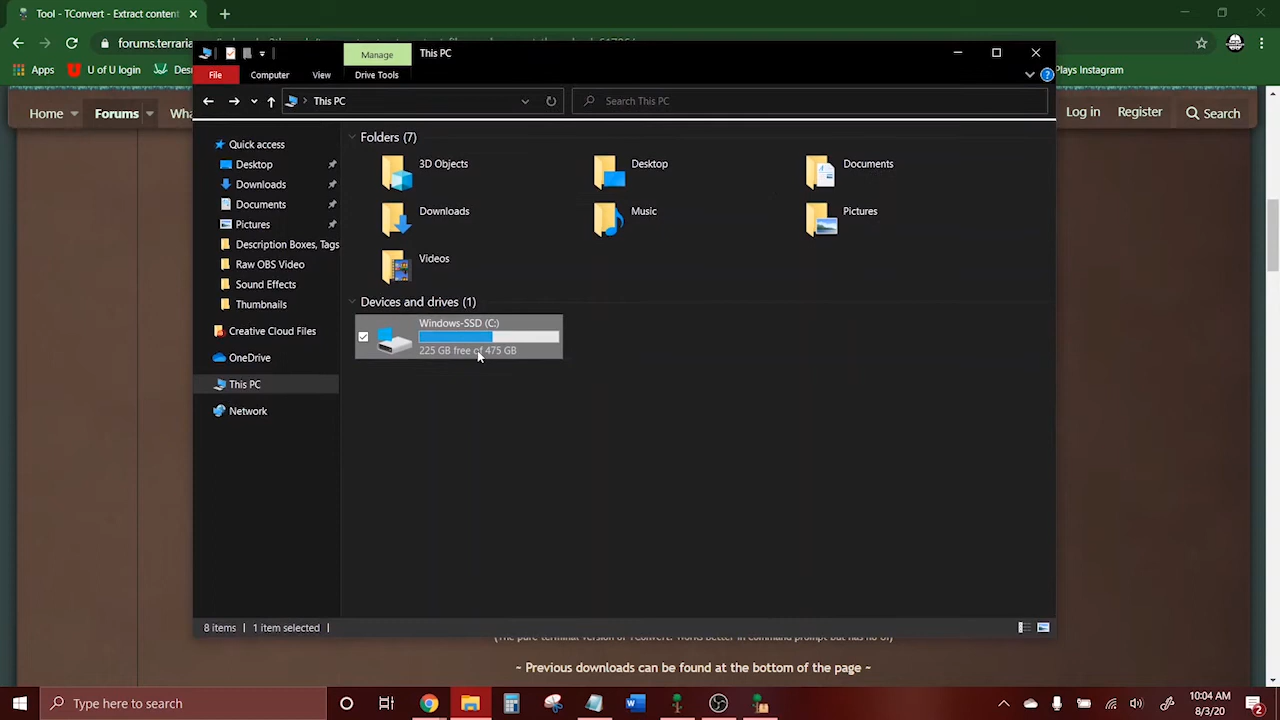 Tool - TConvert - Extract content
forums.terraria
Apps
U of U login
Plays Instagram
Home
Forums
Log in
Register
Search
Manage
This PC
File
Computer
View
Drive Tools
This PC
Search This PC
Quick access
Desktop
Downloads
Documents
Pictures
Description Boxes, Tags
Raw OBS Video
Sound Effects
Thumbnails
Creative Cloud Files
OneDrive
This PC
Network
Folders (7)
3D Objects
Desktop
Documents
Downloads
Music
Pictures
Videos
Devices and drives (1)
Windows-SSD (C:)
225 GB free of 475 GB
8 items
1 item selected
~ Previous downloads can be found at the bottom of the page ~
Type here to search
10:04 AM
8/3/20
2